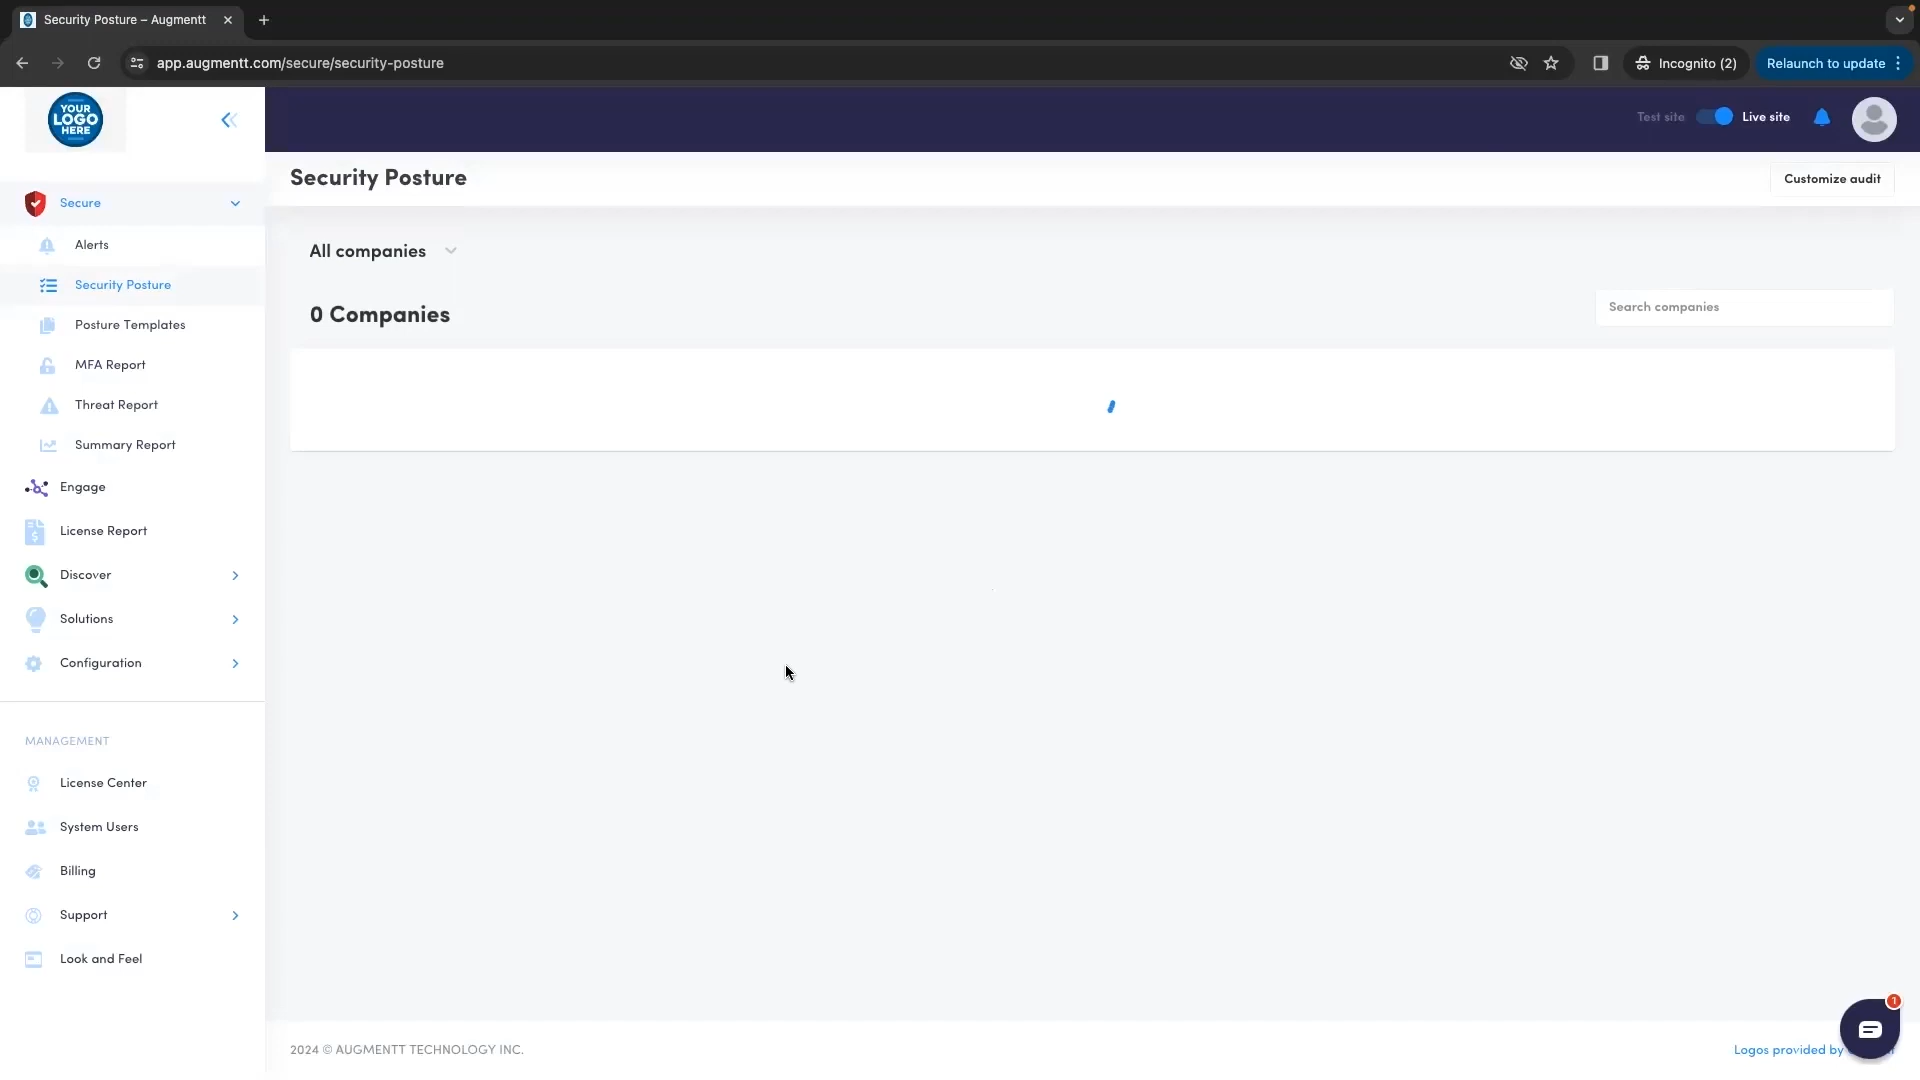 Security Posture – Augmentt
app.augmentt.com/secure/security-posture
Incognito (2)
Relaunch to update
YOUR
LOGO
HERE
Test site
Live site
Security Posture
Customize audit
Secure
Alerts
Security Posture
Posture Templates
MFA Report
Threat Report
Summary Report
Engage
License Report
Discover
Solutions
Configuration
All companies
0 Companies
Search companies
MANAGEMENT
License Center
System Users
Billing
Support
Look and Feel
1
2024 © AUGMENTT TECHNOLOGY INC.
Logos provided by